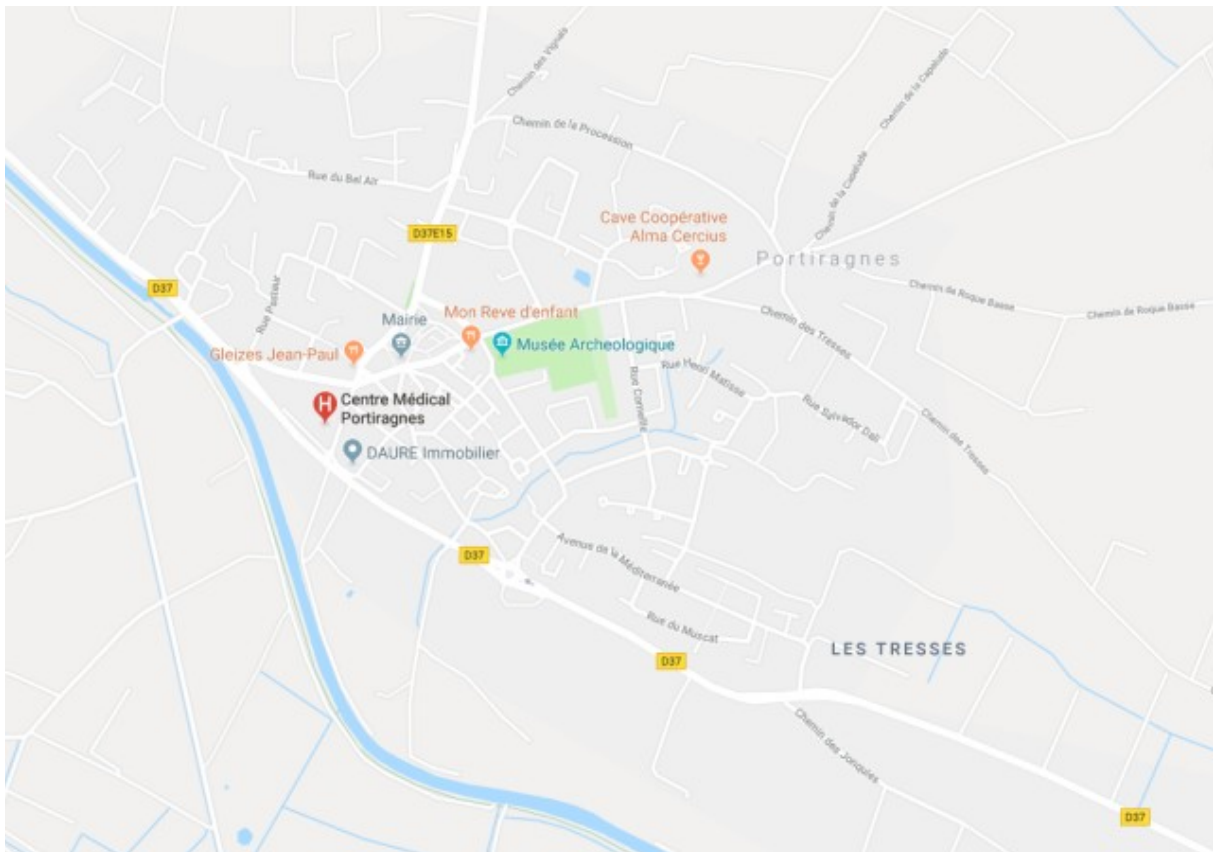 Chemin des Vignals
Chemin de la Capelude
Chemin de la Procession
Rue du Bel Air
Chemin de la Capelude
Cave Coopérative
Alma Cercius
D37E15
Portiragnes
D37
Rue Pasteur
Chemin de Roque Basse
Chemin de Roque Basse
Mairie
Mon Reve d'enfant
Chemin des Tresses
Gleizes Jean-Paul
Musée Archeologique
Rue Henri Matisse
Rue Corneille
Centre Médical
Portiragnes
Rue Salvador Dali
Chemin des Tresses
DAURE Immobilier
D37
Avenue de la Méditerranée
Rue du Muscat
LES TRESSES
D37
Chemin des Jonquies
D37
H